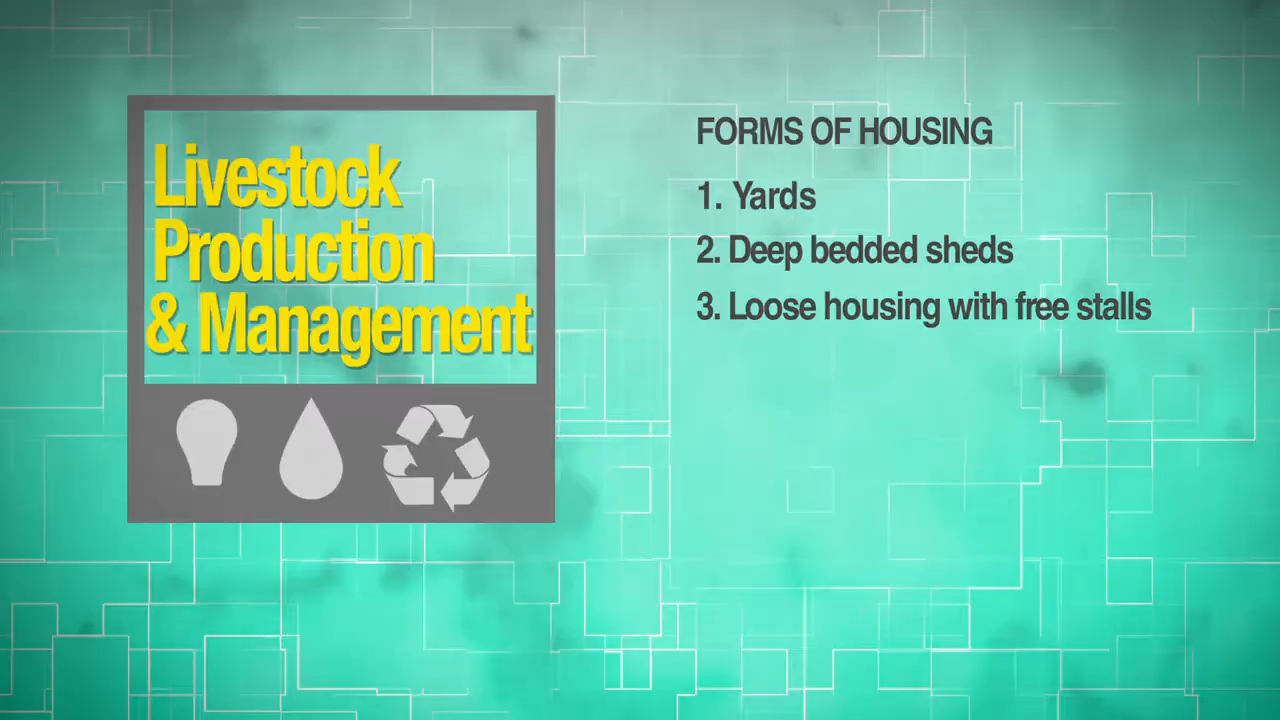 Livestock
Production
& Management
FORMS OF HOUSING
1. Yards
2. Deep bedded sheds
3. Loose housing with free stalls